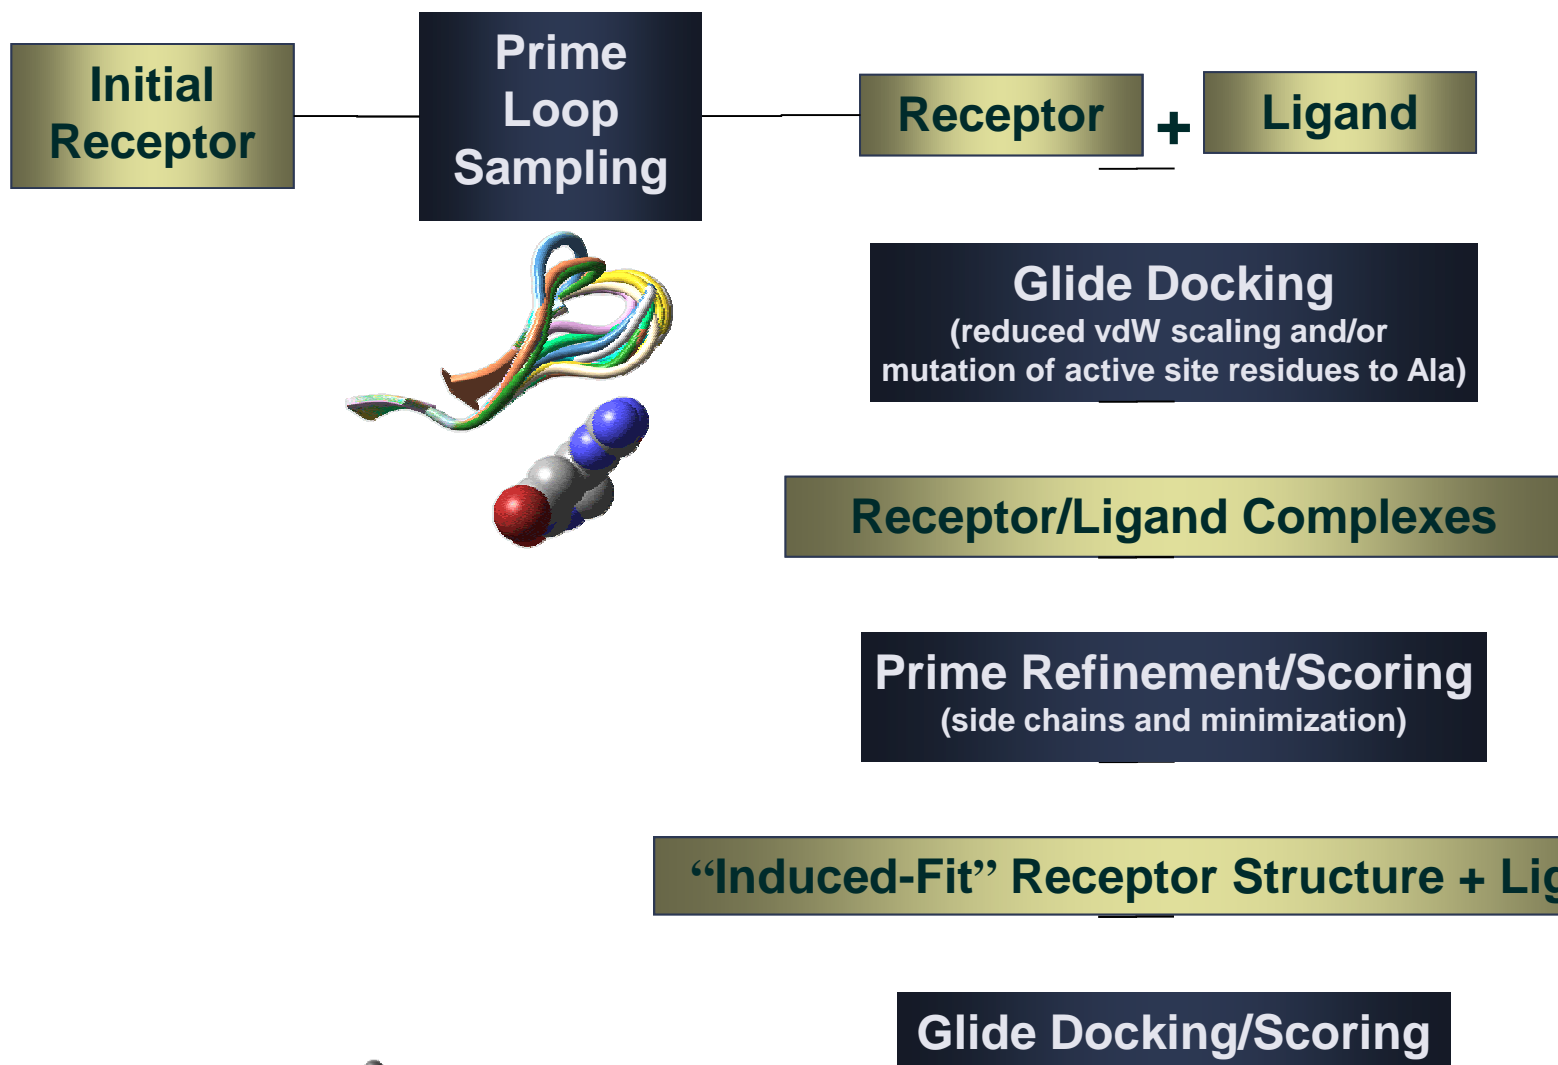 Initial
Receptor
Prime
Loop
Sampling
Receptor
+
Ligand
Glide Docking
(reduced vdW scaling and/or
mutation of active site residues to Ala)
Receptor/Ligand Complexes
Prime Refinement/Scoring
(side chains and minimization)
“Induced-Fit” Receptor Structure +
Glide Docking/Scoring